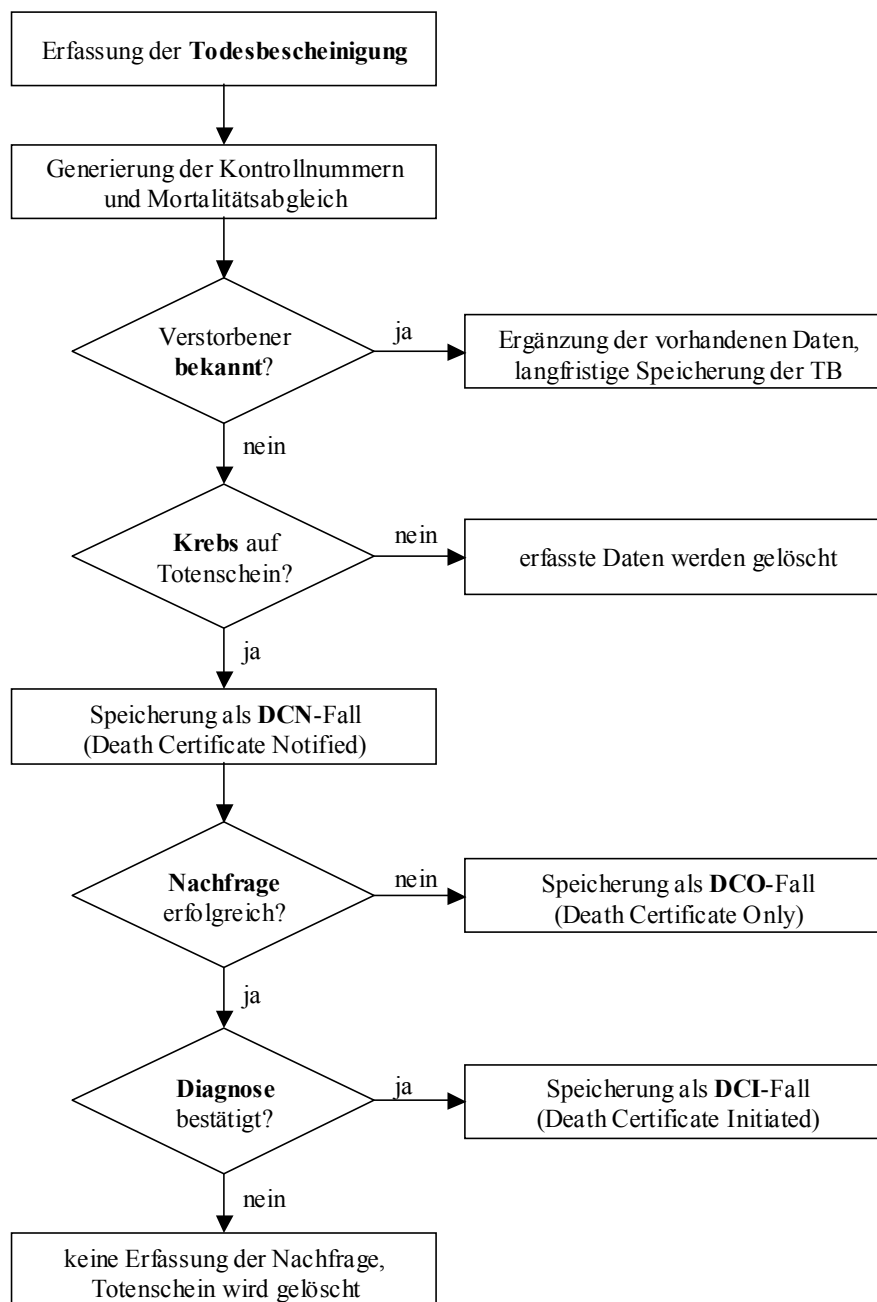 Erfassung der Todesbescheinigung
Generierung der Kontrollnummern
und Mortalitätsabgleich
Verstorbener
bekannt?
ja
Ergänzung der vorhandenen Daten,
langfristige Speicherung der TB
nein
Krebs auf
Totenschein?
nein
erfasste Daten werden gelöscht
ja
Speicherung als DCN-Fall
(Death Certificate Notified)
Nachfrage
erfolgreich?
nein
Speicherung als DCO-Fall
(Death Certificate Only)
ja
Diagnose
bestätigt?
ja
Speicherung als DCI-Fall
(Death Certificate Initiated)
nein
keine Erfassung der Nachfrage,
Totenschein wird gelöscht